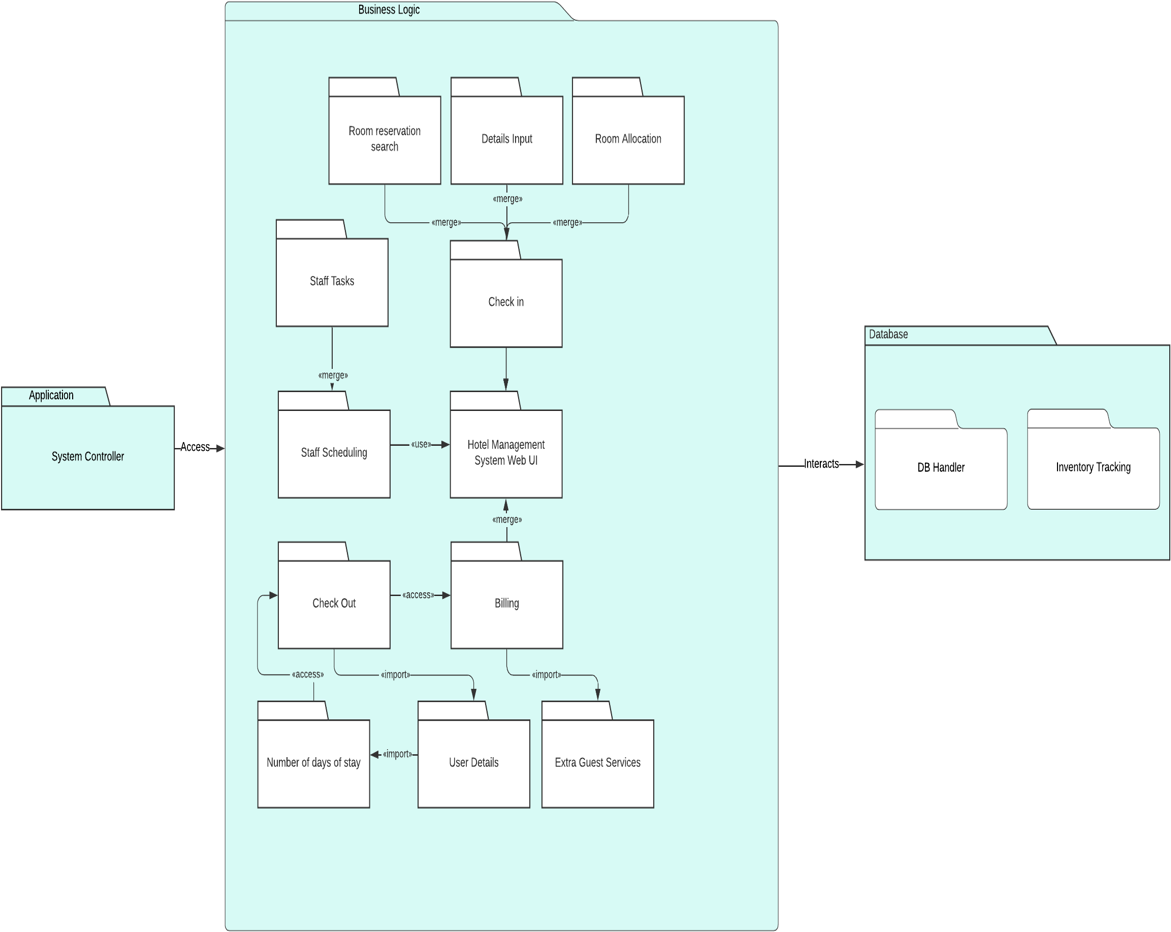 Business Logic
Room reservation
search
Details Input
Room Allocation
«merge»
«merge»
«merge»
Staff Tasks
Check in
«merge»
Application
System Controller
Access
Staff Scheduling
«use»
Hotel Management
System Web UI
«merge»
Check Out
«access»
Billing
«access»
«import»
«import»
Number of days of stay
«import»
User Details
Extra Guest Services
Interacts
Database
DB Handler
Inventory Tracking